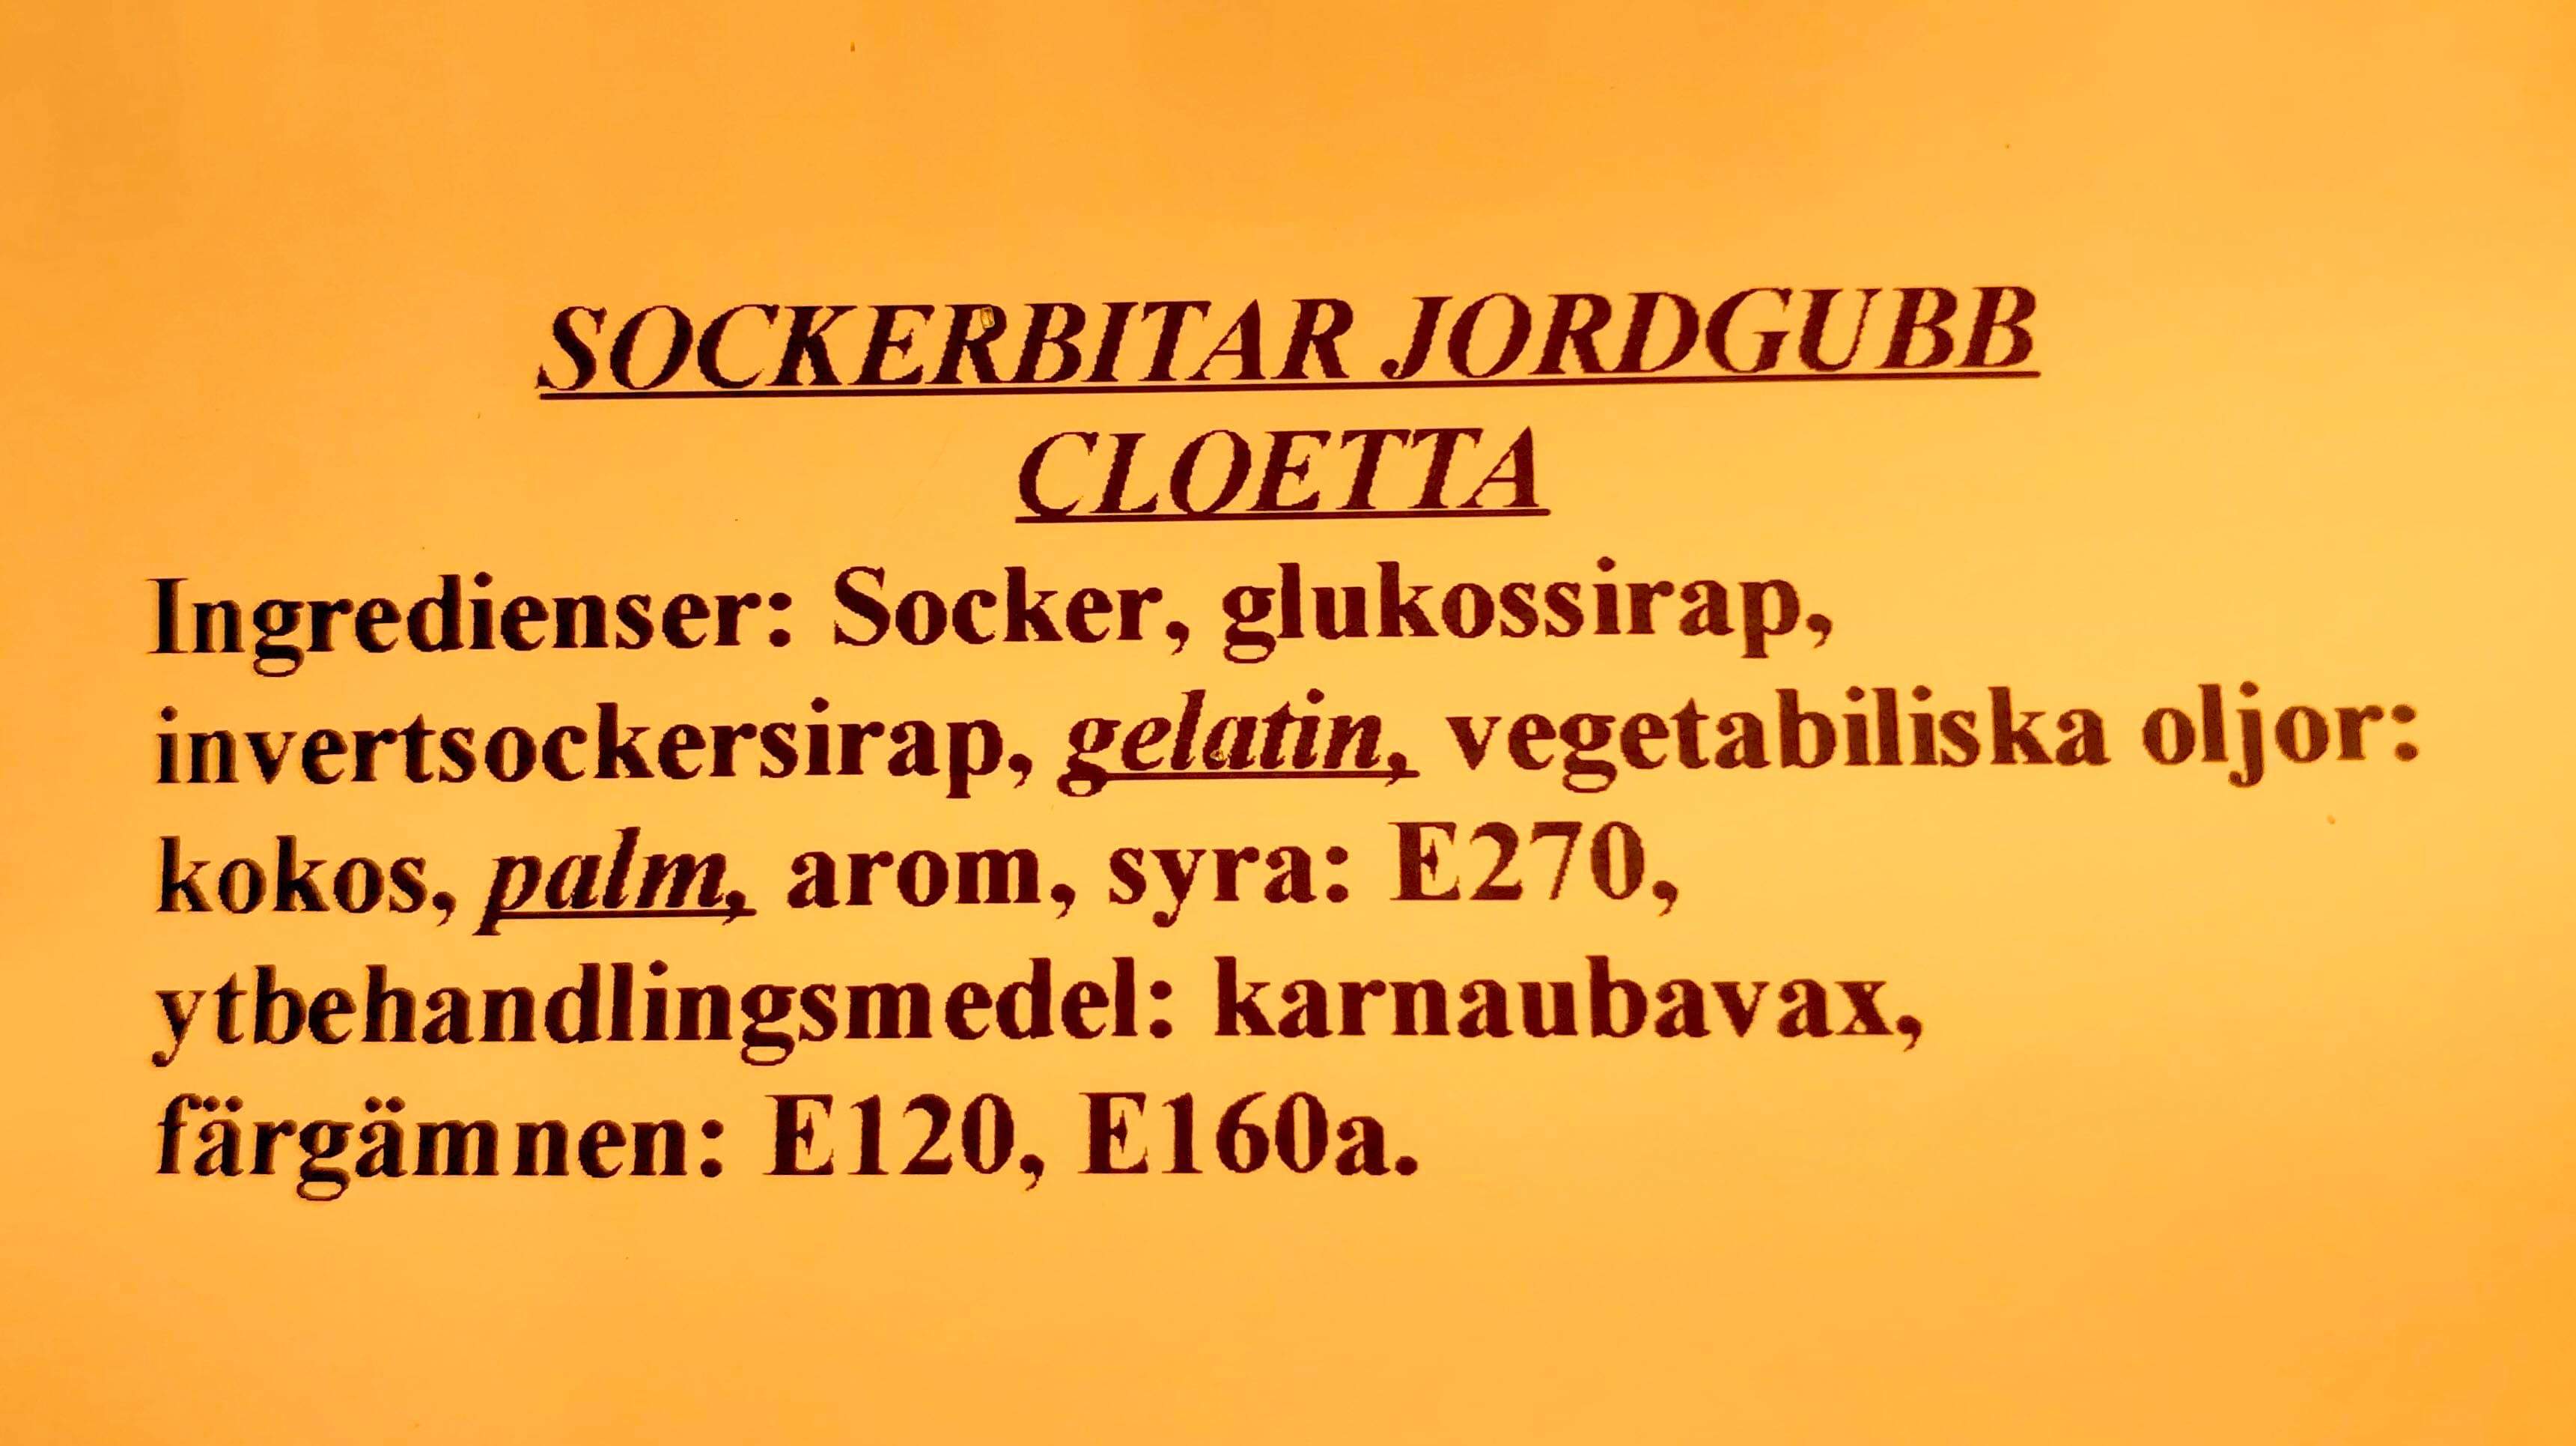 SOCKERBITAR JORDGUBB
CLOETTA
Ingredienser: Socker, glukossirap,
invertsockersirap, gelatin, vegetabiliska oljor:
kokos, palm, arom, syra: E270,
ytbehandlingsmedel: karnaubavax,
färgämnen: E120, E160a.